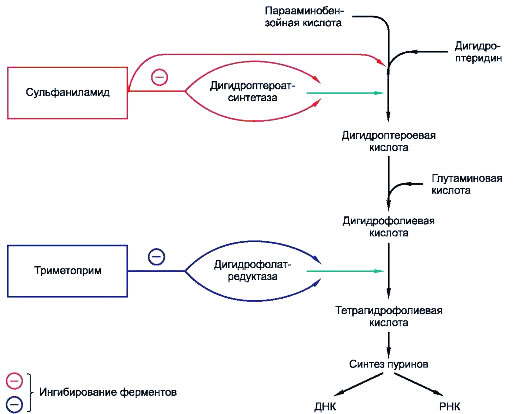 Парааминобен-
зойная кислота
Дигидро-
птеридин
Сульфаниламид
Дигидроптероат-
синтетаза
Дигидроптероевая
кислота
Глутаминовая
кислота
Дигидрофолиевая
кислота
Триметоприм
Дигидрофолат-
редуктаза
Тетрагидрофолиевая
кислота
Синтез пуринов
Ингибирование ферментов
ДНК
РНК